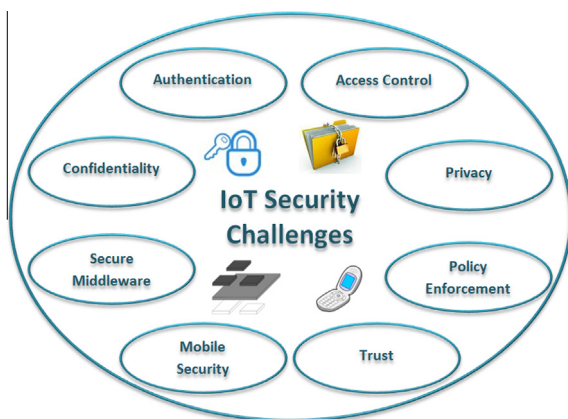 Authentication
Access Control
Confidentiality
Privacy
IoT Security
Challenges
Secure
Middleware
Policy
Enforcement
Mobile
Security
Trust